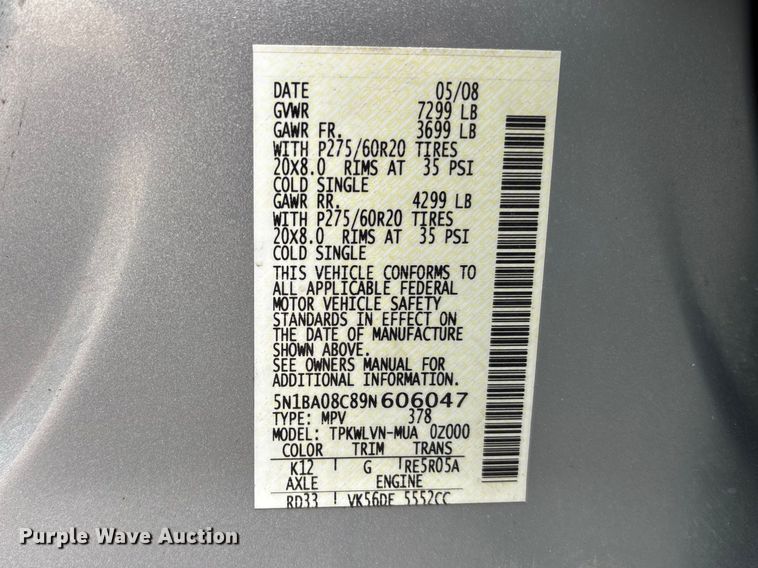 DATE 05/08
GVWR 7299 LB
GAWR FR. 3699 LB
WITH P275/60R20 TIRES
20X8.0 RIMS AT 35 PSI
COLD SINGLE
GAWR RR. 4299 LB
WITH P275/60R20 TIRES
20X8.0 RIMS AT 35 PSI
COLD SINGLE
THIS VEHICLE CONFORMS TO
ALL APPLICABLE FEDERAL
MOTOR VEHICLE SAFETY
STANDARDS IN EFFECT ON
THE DATE OF MANUFACTURE
SHOWN ABOVE.
SEE OWNERS MANUAL FOR
ADDITIONAL INFORMATION.
5N1BA08C89N606047
TYPE: MPV 378
MODEL: TPKWLVN-MUA 0Z000
COLOR TRIM TRANS
K12 G RE5R05A
AXLE ENGINE
RD33 VK56DE 5552CC
Purple Wave Auction